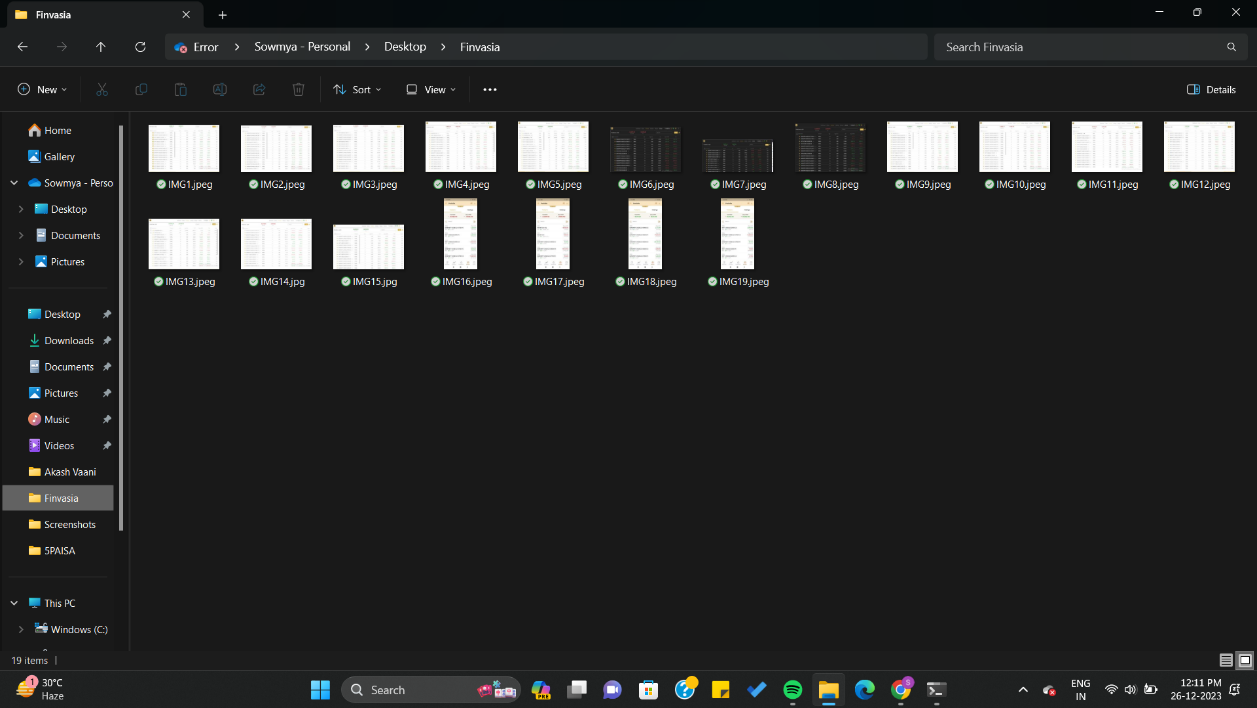 Finvasia
Error > Sowmya - Personal > Desktop > Finvasia
Search Finvasia
New
Sort
View
Details
Home
Gallery
Sowmya - Perso
Desktop
Documents
Pictures
Desktop
Downloads
Documents
Pictures
Music
Videos
Akash Vaani
Finvasia
Screenshots
5PAISA
This PC
Windows (C:)
IMG1.jpeg
IMG2.jpeg
IMG3.jpeg
IMG4.jpeg
IMG5.jpeg
IMG6.jpeg
IMG7.jpeg
IMG8.jpeg
IMG9.jpeg
IMG10.jpeg
IMG11.jpeg
IMG12.jpeg
IMG13.jpeg
IMG14.jpg
IMG15.jpg
IMG16.jpeg
IMG17.jpeg
IMG18.jpeg
IMG19.jpeg
19 items
1
30°C
Haze
Search
PRE
S
ENG
IN
12:11 PM
26-12-2023